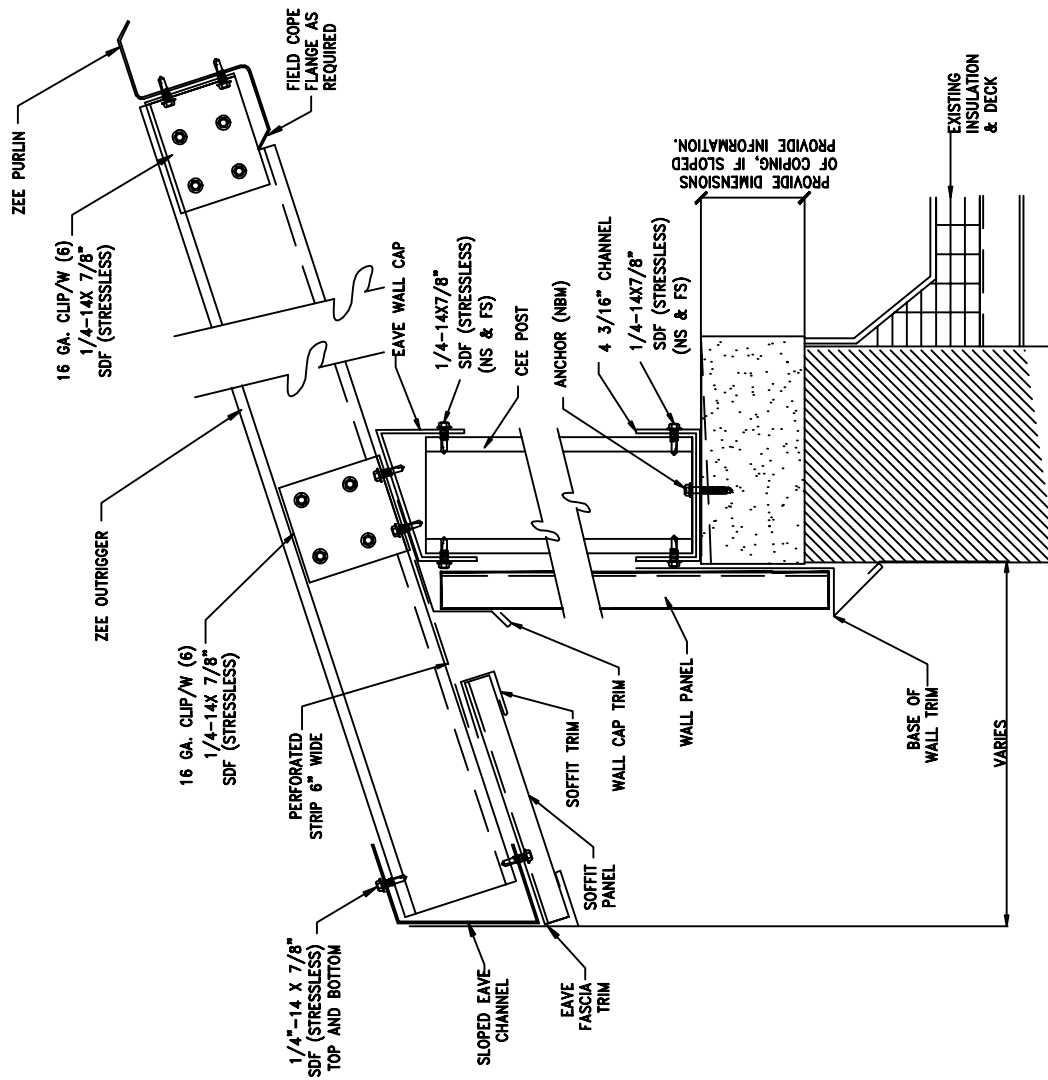 ZEE PURLIN
16 GA. CLIP/W (6)
1/4-14X 7/8"
SDF (STRESSLESS)
FIELD COPE
FLANGE AS
REQUIRED
ZEE OUTRIGGER
16 GA. CLIP/W (6)
1/4-14X 7/8"
SDF (STRESSLESS)
EAVE WALL CAP
1/4-14X7/8"
SDF (STRESSLESS)
(NS & FS)
CEE POST
ANCHOR (NBM)
4 3/16" CHANNEL
1/4-14X7/8"
SDF (STRESSLESS)
(NS & FS)
PROVIDE DIMENSIONS
OF COPING, IF SLOPED
PROVIDE INFORMATION.
EXISTING
INSULATION
& DECK
PERFORATED
STRIP 6" WIDE
1/4"-14 X 7/8"
SDF (STRESSLESS)
TOP AND BOTTOM
SLOPED EAVE
CHANNEL
EAVE
FASCIA
TRIM
SOFFIT
PANEL
SOFFIT TRIM
WALL CAP TRIM
WALL PANEL
BASE OF
WALL TRIM
VARIES